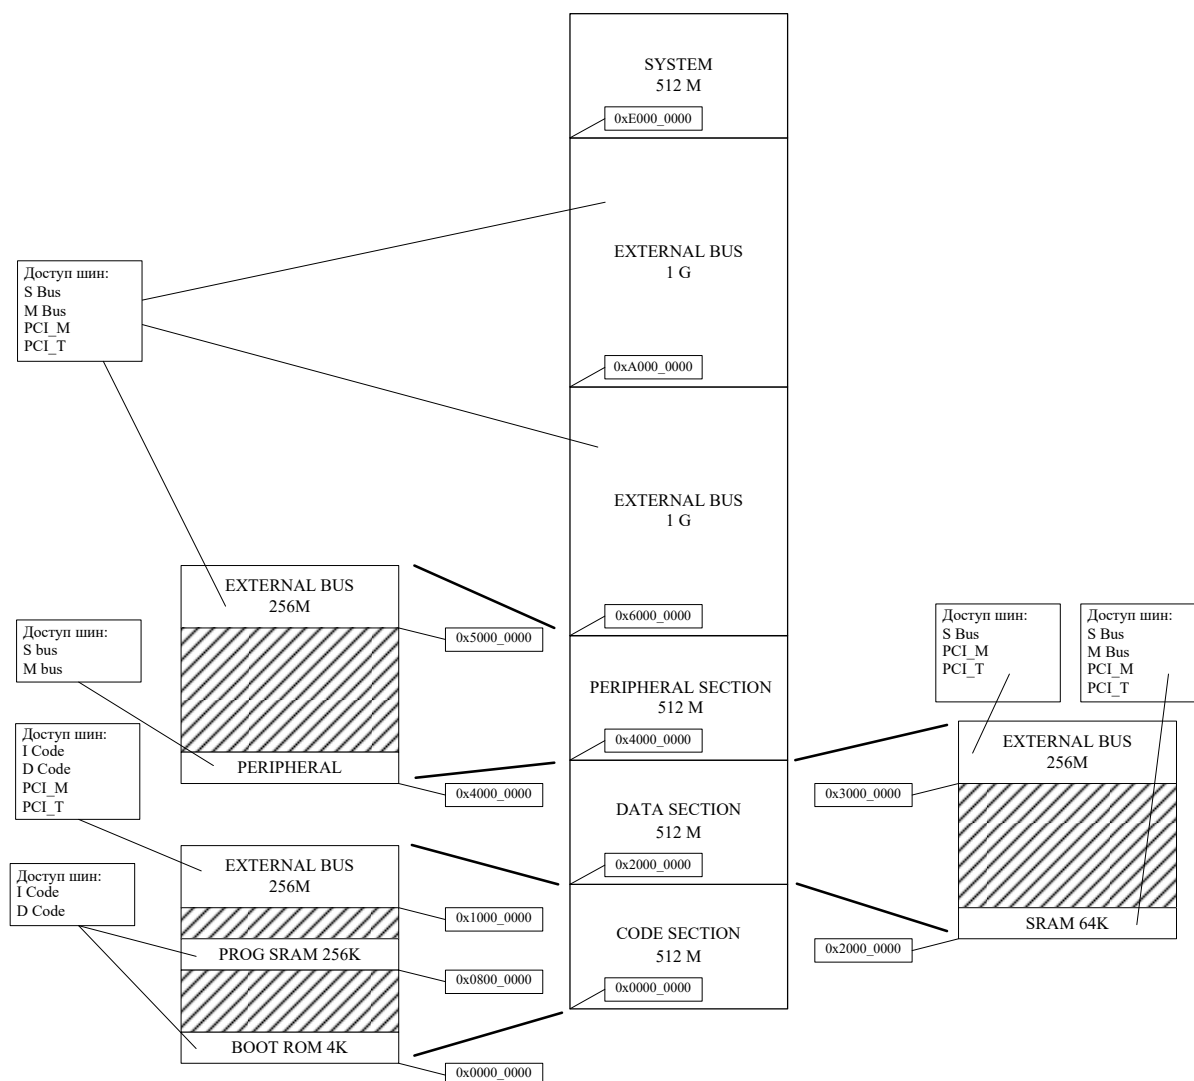 SYSTEM
512 M
0xE000_0000
EXTERNAL BUS
1 G
0xA000_0000
EXTERNAL BUS
1 G
0x6000_0000
PERIPHERAL SECTION
512 M
0x4000_0000
DATA SECTION
512 M
0x2000_0000
CODE SECTION
512 M
0x0000_0000
Доступ шин:
S Bus
M Bus
PCI_M
PCI_T
EXTERNAL BUS
256M
0x5000_0000
Доступ шин:
S bus
M bus
PERIPHERAL
0x4000_0000
Доступ шин:
I Code
D Code
PCI_M
PCI_T
EXTERNAL BUS
256M
0x1000_0000
Доступ шин:
I Code
D Code
PROG SRAM 256K
0x0800_0000
BOOT ROM 4K
0x0000_0000
Доступ шин:
S Bus
PCI_M
PCI_T
Доступ шин:
S Bus
M Bus
PCI_M
PCI_T
EXTERNAL BUS
256M
0x3000_0000
SRAM 64K
0x2000_0000